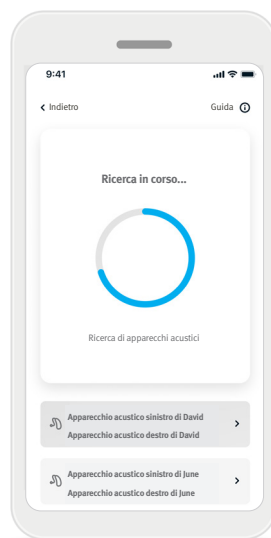 9:41
Indietro
Guida
Ricerca in corso...
Ricerca di apparecchi acustici
Apparecchio acustico sinistro di David
Apparecchio acustico destro di David
Apparecchio acustico sinistro di June
Apparecchio acustico destro di June